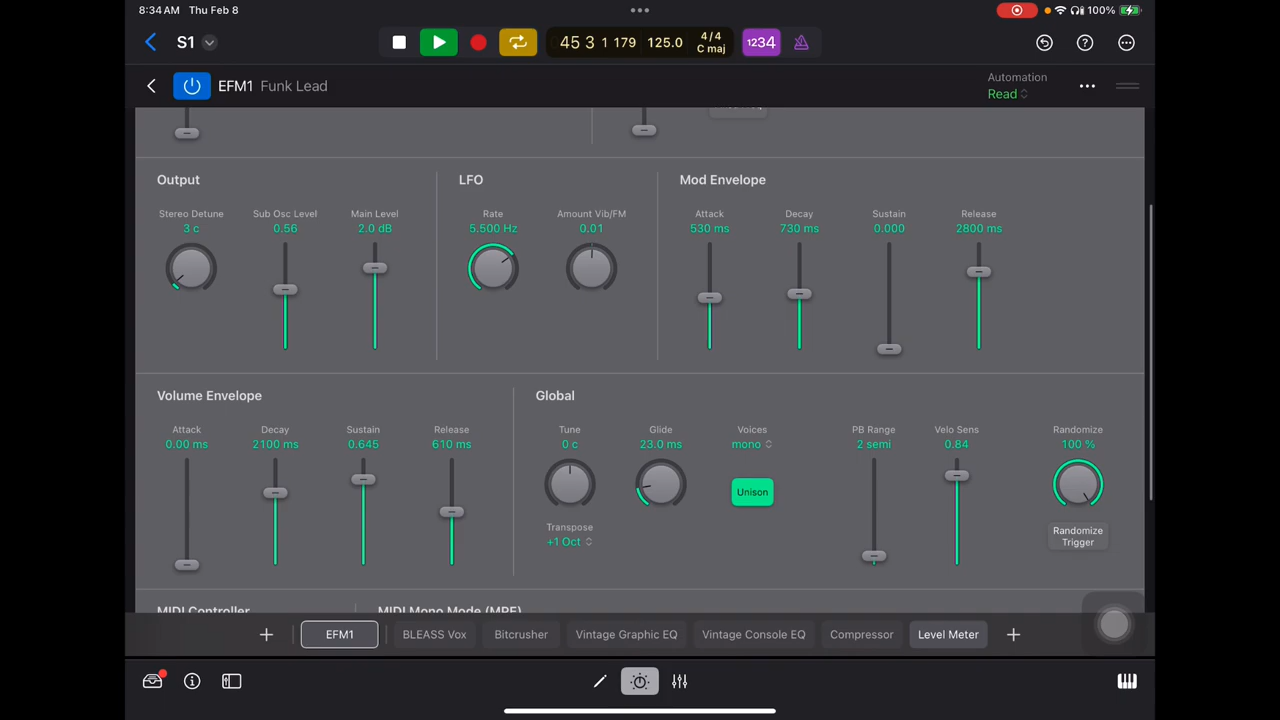 8:34 AM Thu Feb 8
100%
S1
45 3 1 179 125.0 4/4 C maj
1234
EFM1 Funk Lead
Automation
Read
Output
LFO
Mod Envelope
Stereo Detune Sub Osc Level Main Level Rate Amount Vib/FM Attack Decay Sustain Release
3 c 0.56 2.0 dB 5.500 Hz 0.01 530 ms 730 ms 0.000 2800 ms
Volume Envelope
Global
Attack Decay Sustain Release Tune Glide Voices PB Range Velo Sens Randomize
0.00 ms 2100 ms 0.645 610 ms 0 c 23.0 ms mono 2 semi 0.84 100 %
Unison
Transpose
+1 Oct
Randomize
Trigger
MIDI Controller MIDI Mono Mode (MPE)
EFM1 BLEASS Vox Bitcrusher Vintage Graphic EQ Vintage Console EQ Compressor Level Meter